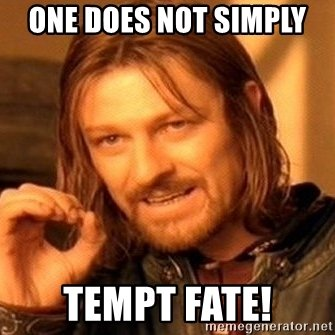 ONE DOES NOT SIMPLY
TEMPT FATE!
memegenerator.net